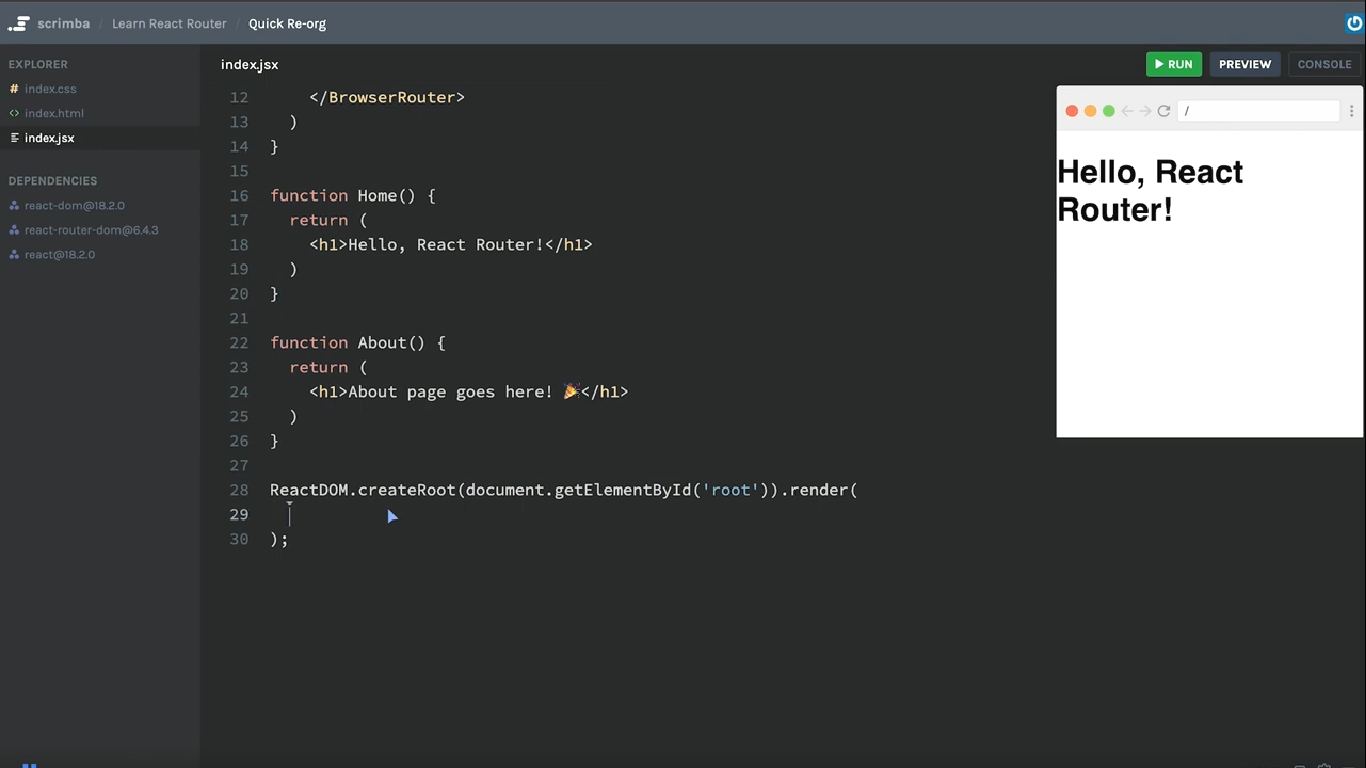 scrimba / Learn React Router / Quick Re-org
EXPLORER
# index.css
<> index.html
index.jsx
DEPENDENCIES
react-dom@18.2.0
react-router-dom@6.4.3
react@18.2.0
index.jsx
RUN
PREVIEW
CONSOLE
12 </BrowserRouter>
13 )
14 }
15
16 function Home() {
17 return (
18 <h1>Hello, React Router!</h1>
19 )
20 }
21
22 function About() {
23 return (
24 <h1>About page goes here! 🎉</h1>
25 )
26 }
27
28 ReactDOM.createRoot(document.getElementById('root')).render(
29
30 );
/
Hello, React
Router!